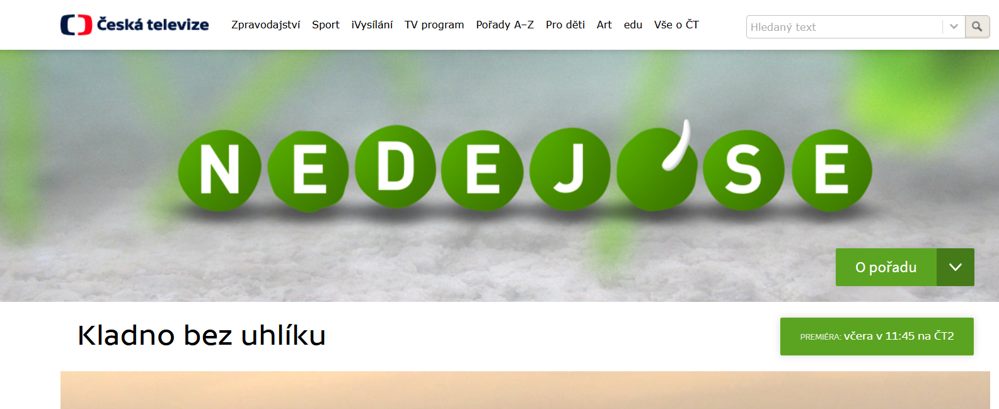 Česká televize Zpravodajství Sport iVysílání TV program Pořady A–Z Pro děti Art edu Vše o ČT Hledaný text
NEDEJ SE
O pořadu
Kladno bez uhlíku
PREMIÉRA: včera v 11:45 na ČT2